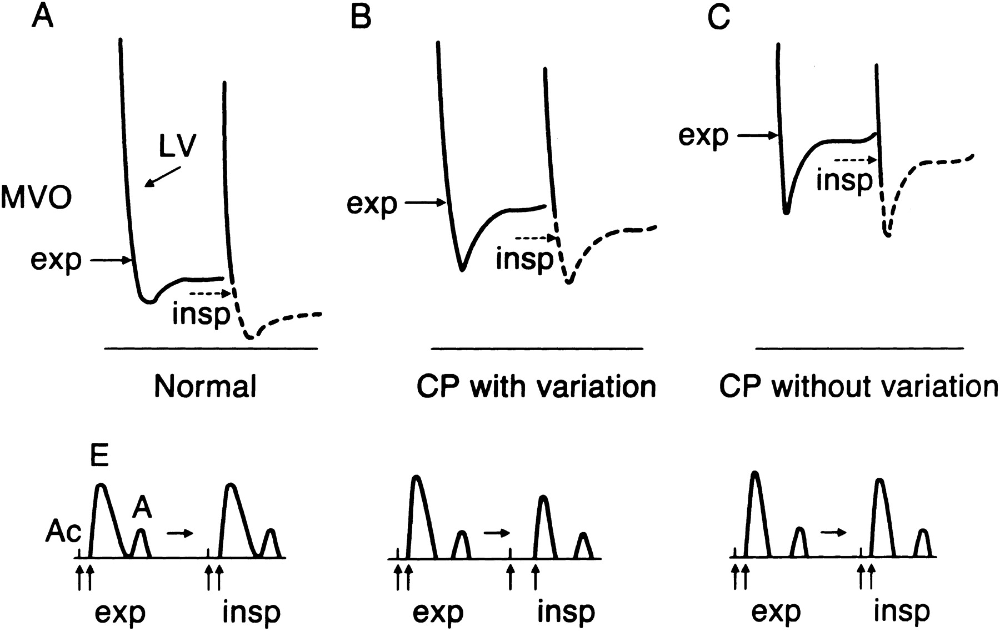 A B C
LV
MVO
exp
insp
exp
insp
exp
insp
Normal CP with variation CP without variation
E
A
Ac
exp insp exp insp exp insp